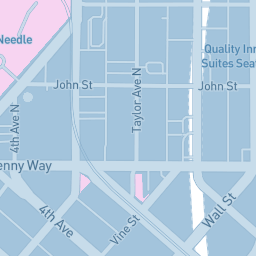 Needle
Quality Inn
Suites Sea
John St
John St
Taylor Ave N
4th Ave N
enny Way
4th Ave
Vine St
Wall St